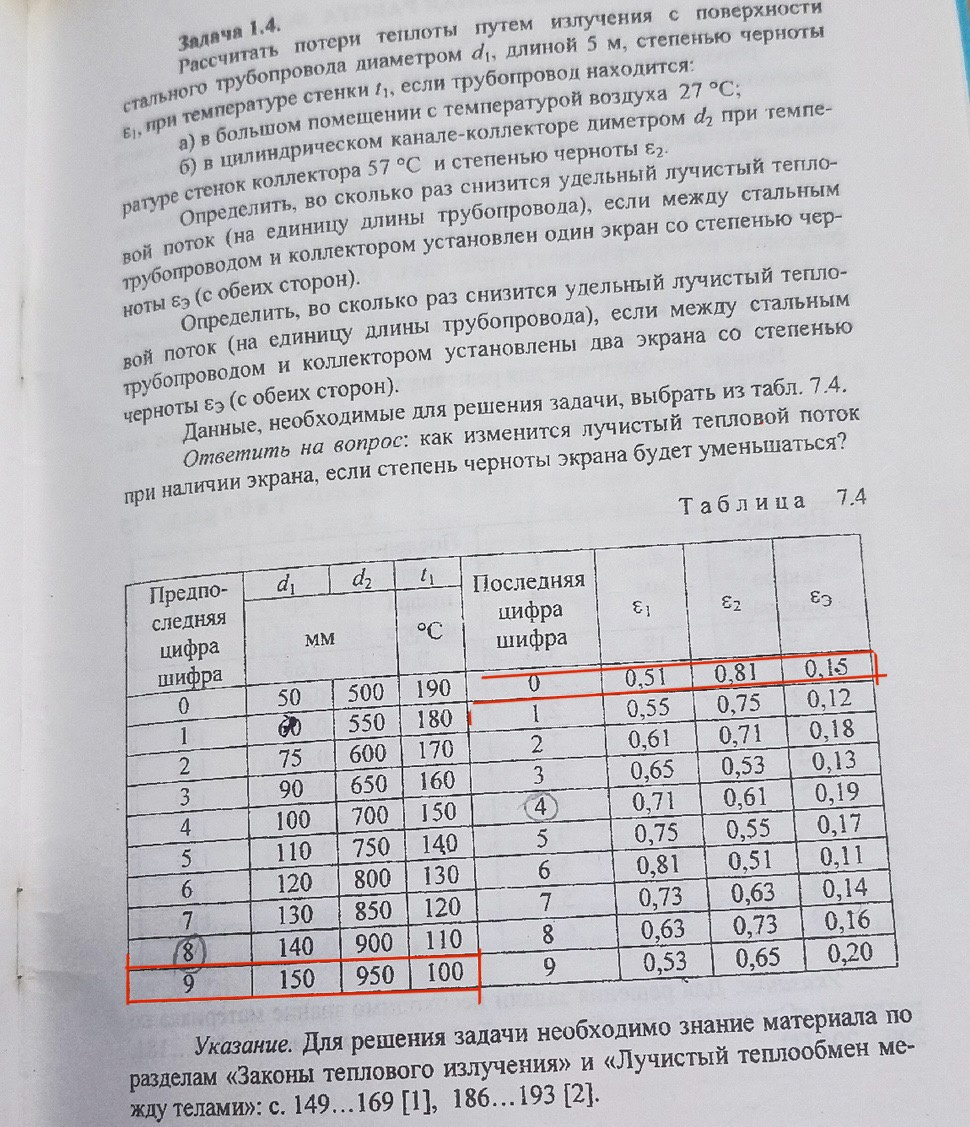 Задача 1.4.
Рассчитать потери теплоты путем излучения с поверхности
стального трубопровода диаметром d₁, длиной 5 м, степенью черноты
ε₁, при температуре стенки t₁, если трубопровод находится:
а) в большом помещении с температурой воздуха 27 °С;
б) в цилиндрическом канале-коллекторе диметром d₂ при темпе-
ратуре стенок коллектора 57 °С и степенью черноты ε₂.
Определить, во сколько раз снизится удельный лучистый тепло-
вой поток (на единицу длины трубопровода), если между стальным
трубопроводом и коллектором установлен один экран со степенью чер-
ноты εЭ (с обеих сторон).
Определить, во сколько раз снизится удельный лучистый тепло-
вой поток (на единицу длины трубопровода), если между стальным
трубопроводом и коллектором установлены два экрана со степенью
черноты εЭ (с обеих сторон).
Данные, необходимые для решения задачи, выбрать из табл. 7.4.
Ответить на вопрос: как изменится лучистый тепловой поток
при наличии экрана, если степень черноты экрана будет уменьшаться?
Таблица 7.4
Предпо-
следняя
цифра
шифра
d₁ d₂ t₁
мм °С
Последняя
цифра
шифра
ε₁ ε₂ εЭ
0 50 500 190 0 0,51 0,81 0,15
1 60 550 180 1 0,55 0,75 0,12
2 75 600 170 2 0,61 0,71 0,18
3 90 650 160 3 0,65 0,53 0,13
4 100 700 150 4 0,71 0,61 0,19
5 110 750 140 5 0,75 0,55 0,17
6 120 800 130 6 0,81 0,51 0,11
7 130 850 120 7 0,73 0,63 0,14
8 140 900 110 8 0,63 0,73 0,16
9 150 950 100 9 0,53 0,65 0,20
Указание. Для решения задачи необходимо знание материала по
разделам «Законы теплового излучения» и «Лучистый теплообмен ме-
жду телами»: с. 149…169 [1], 186…193 [2].